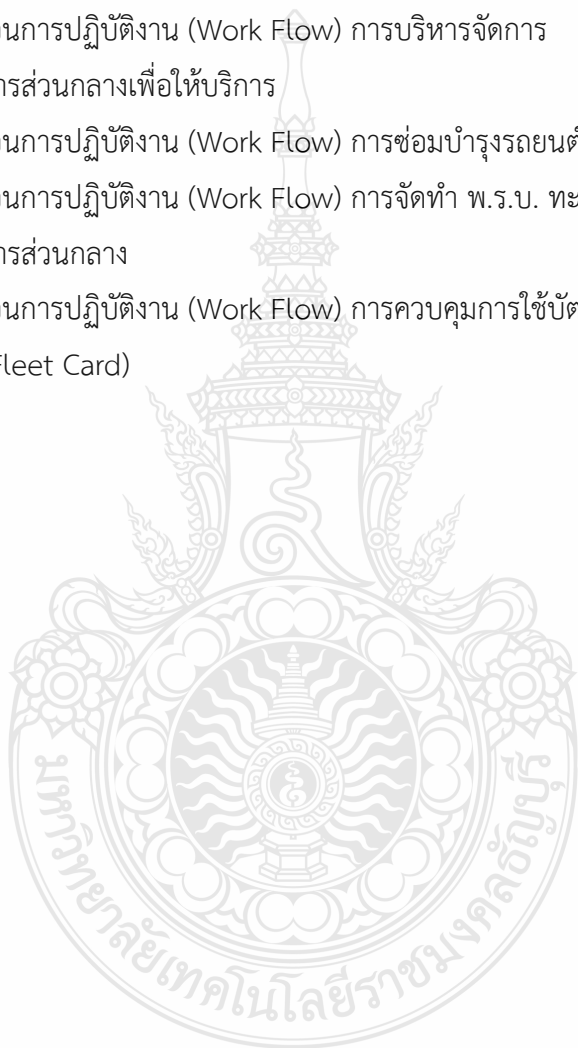 นการปฏิบัติงาน (Work Flow) การบริหารจัดการ
ารส่วนกลางเพื่อให้บริการ
นการปฏิบัติงาน (Work Flow) การซ่อมบำรุงรถยนต์
นการปฏิบัติงาน (Work Flow) การจัดทำ พ.ร.บ. ทะ
ารส่วนกลาง
นการปฏิบัติงาน (Work Flow) การควบคุมการใช้บัต
Fleet Card)
มหาวิทยาลัยเทคโนโลยีราชมงคลธัญบุรี